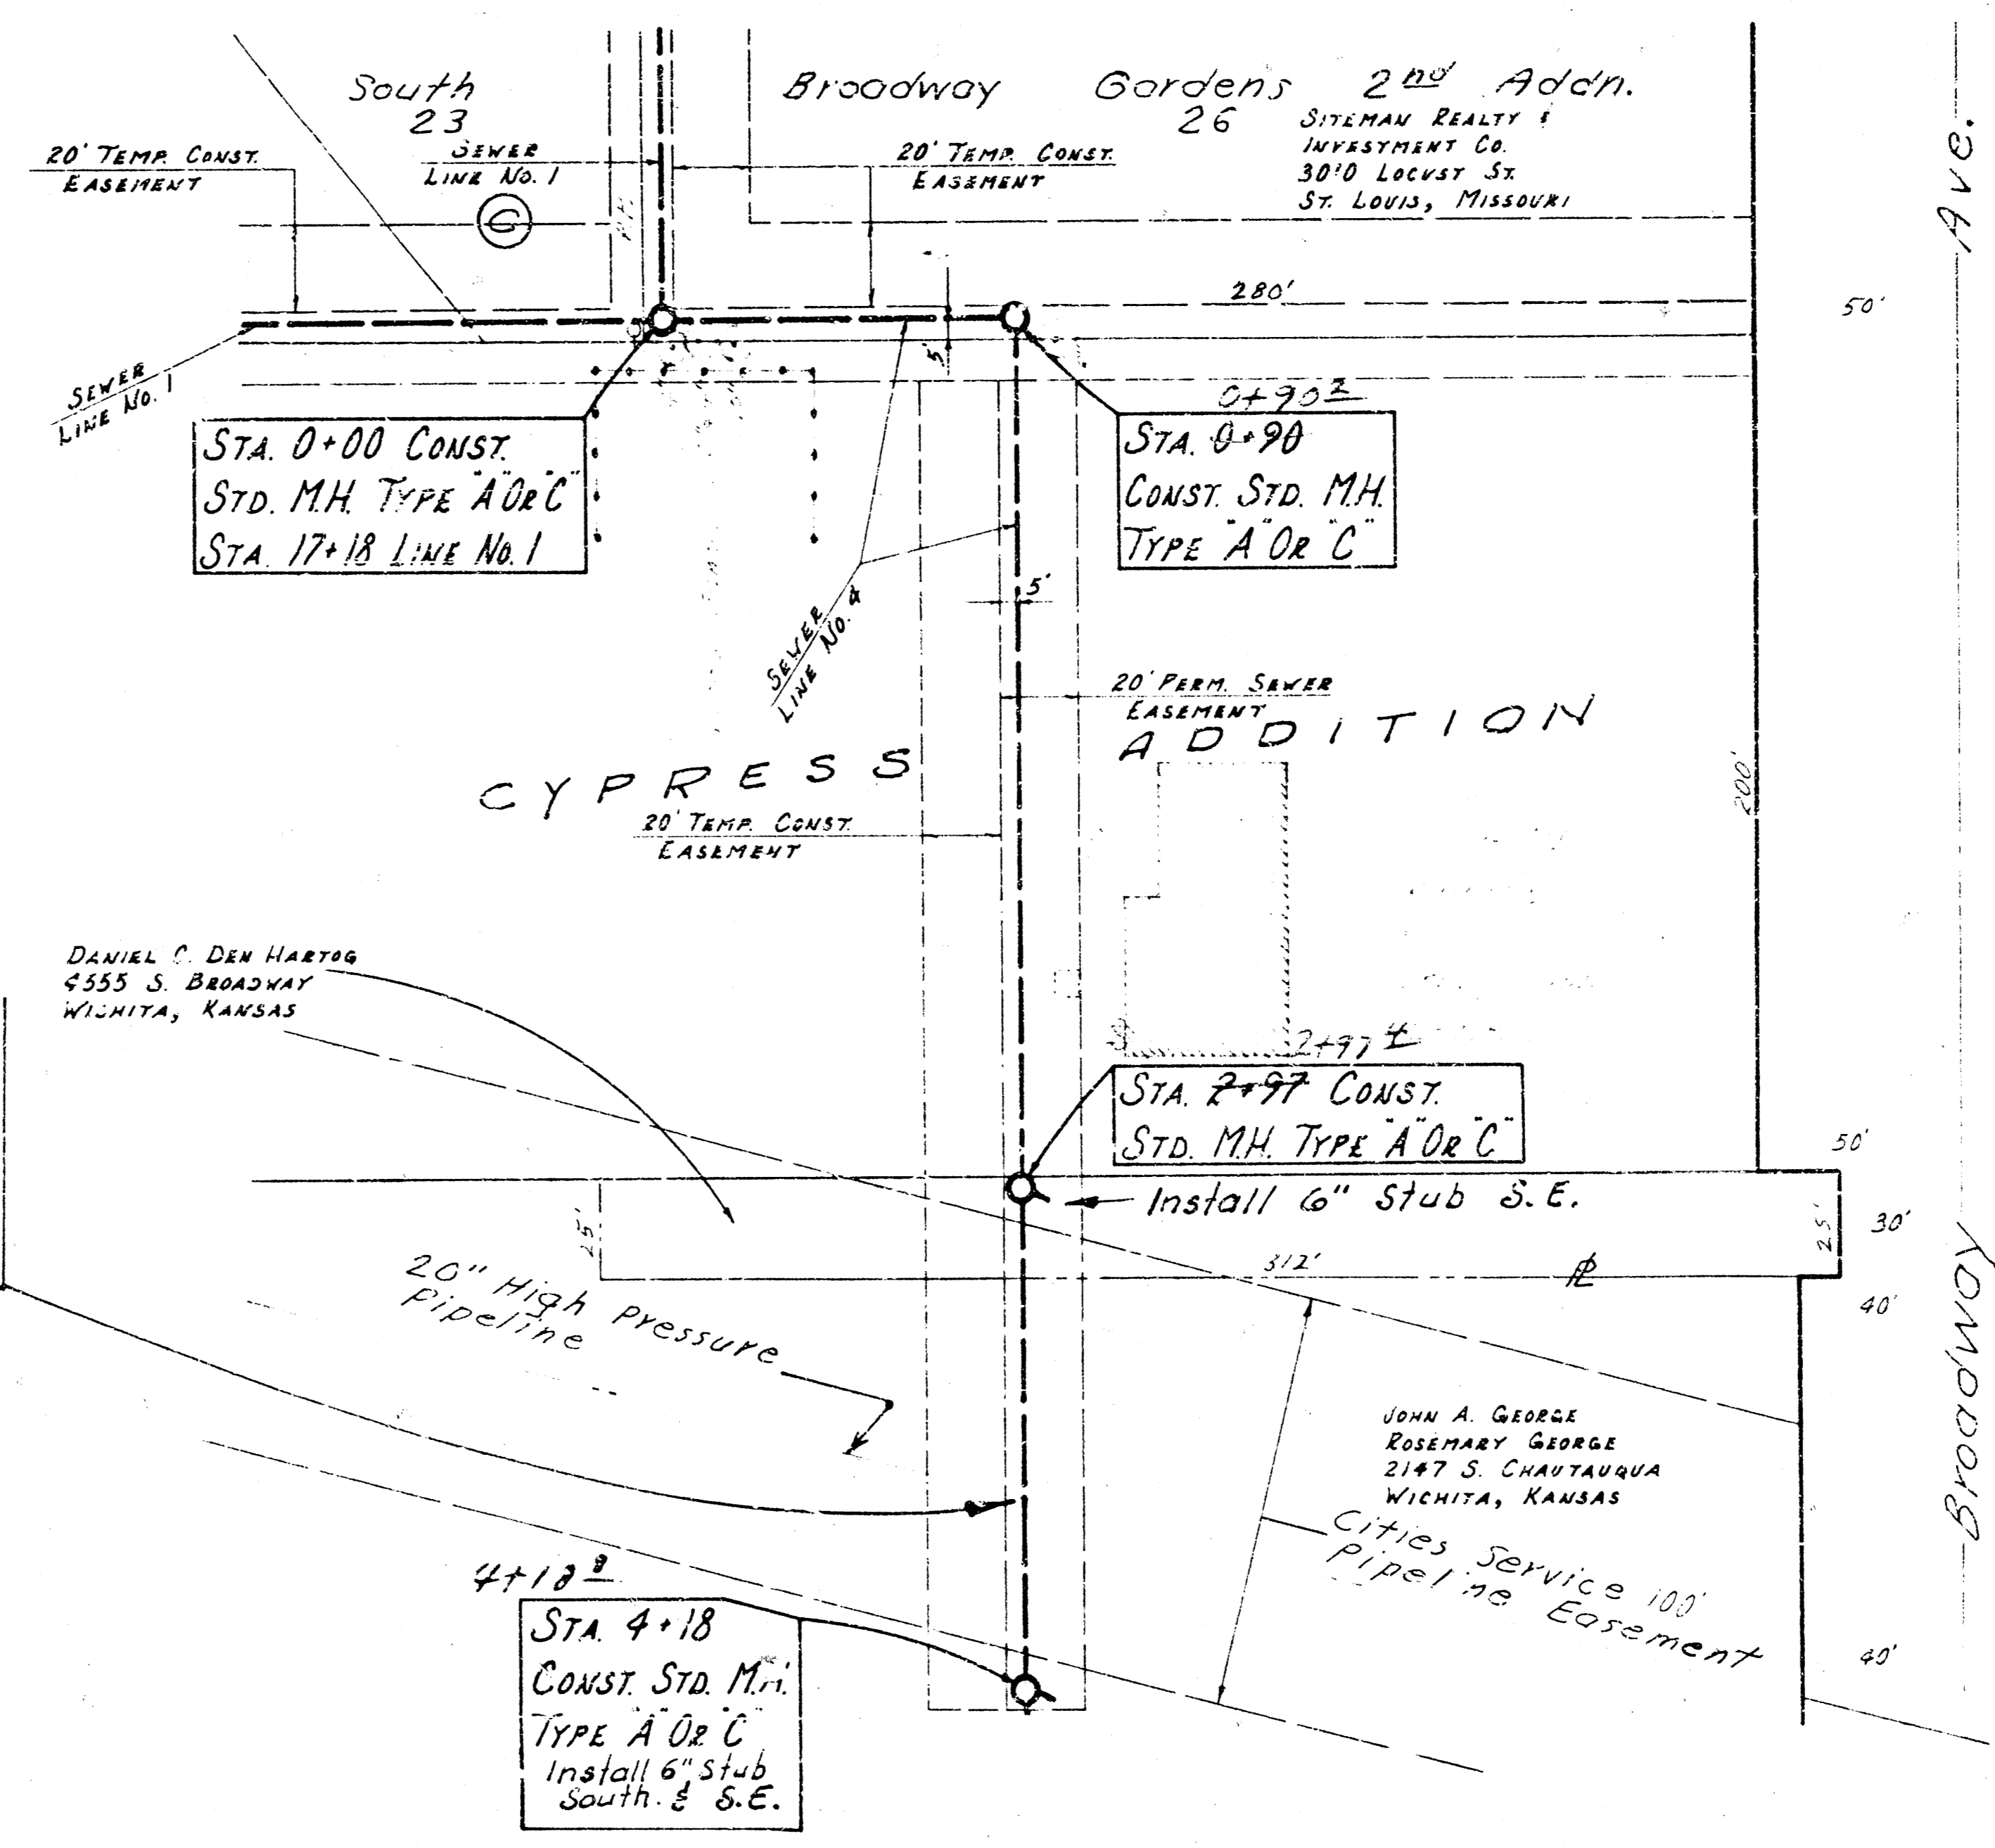 South Broadway Gardens 2nd Addn.
23
26
SITEMAN REALTY &
INVESTMENT CO.
3010 LOCUST ST.
ST. LOUIS, MISSOURI
20' TEMP. CONST.
EASEMENT
SEWER
LINE NO. 1
20' TEMP. CONST.
EASEMENT
G
Broadway Ave.
280'
50'
5'
SEWER
LINE NO. 1
STA. 0+00 CONST.
STD. M.H. TYPE "A" OR "C"
STA. 17+18 LINE NO. 1
0+90²
STA. 0+90
CONST. STD. M.H.
TYPE "A" OR "C"
5'
SEWER
LINE NO. 4
20' PERM. SEWER
EASEMENT
CYPRESS ADDITION
200'
20' TEMP. CONST.
EASEMENT
DANIEL C. DEN HARTOG
4555 S. BROADWAY
WICHITA, KANSAS
2+97⁴
STA. 2+97 CONST.
STD. M.H. TYPE "A" OR "C"
50'
Install 6" Stub S.E.
25'
25'
30'
312'
PL
20" High pressure
pipeline
40'
JOHN A. GEORGE
ROSEMARY GEORGE
2147 S. CHAUTAUQUA
WICHITA, KANSAS
Cities Service 100'
Pipeline Easement
40'
4+18⁸
STA. 4+18
CONST. STD. M.H.
TYPE "A" OR "C"
Install 6" Stub
South & S.E.